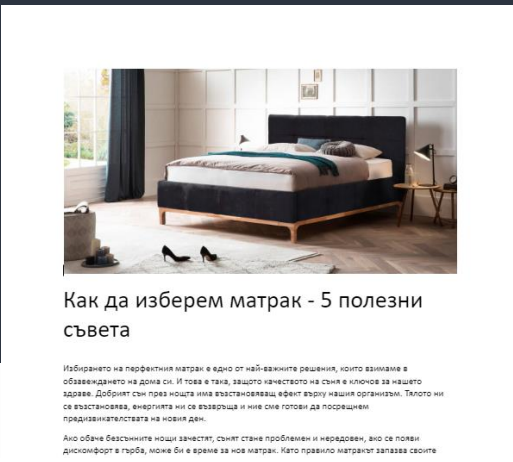 Как да изберем матрак - 5 полезни
съвета
Избирането на перфектния матрак е едно от най-важните решения, които взимаме в
обзавеждането на дома си. И това е така, защото качеството на съня е ключов за нашето
здраве. Добрият сън през нощта има възстановяващ ефект върху нашия организъм. Тялото ни
се възстановява, енергията ни се възвръща и ние сме готови да посрещнем
предизвикателствата на новия ден.
Ако обаче безсънните нощи зачестят, сънят стане проблемен и нередовен, ако се появи
дискомфорт в гърба, може би е време за нов матрак. Като правило матракът запазва своите